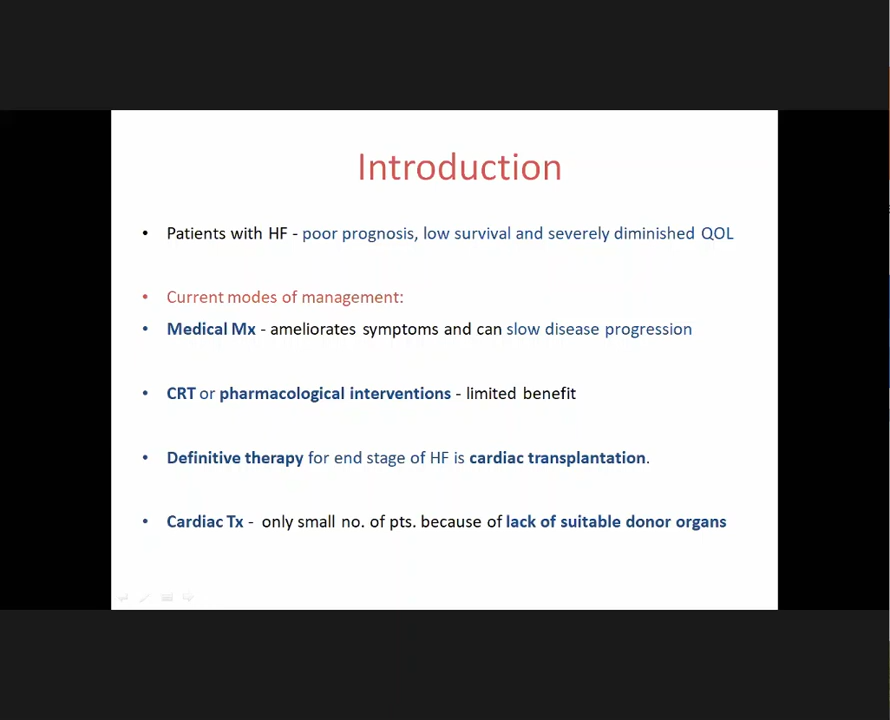 Introduction
• Patients with HF - poor prognosis, low survival and severely diminished QOL
• Current modes of management:
• Medical Mx - ameliorates symptoms and can slow disease progression
• CRT or pharmacological interventions - limited benefit
• Definitive therapy for end stage of HF is cardiac transplantation.
• Cardiac Tx - only small no. of pts. because of lack of suitable donor organs